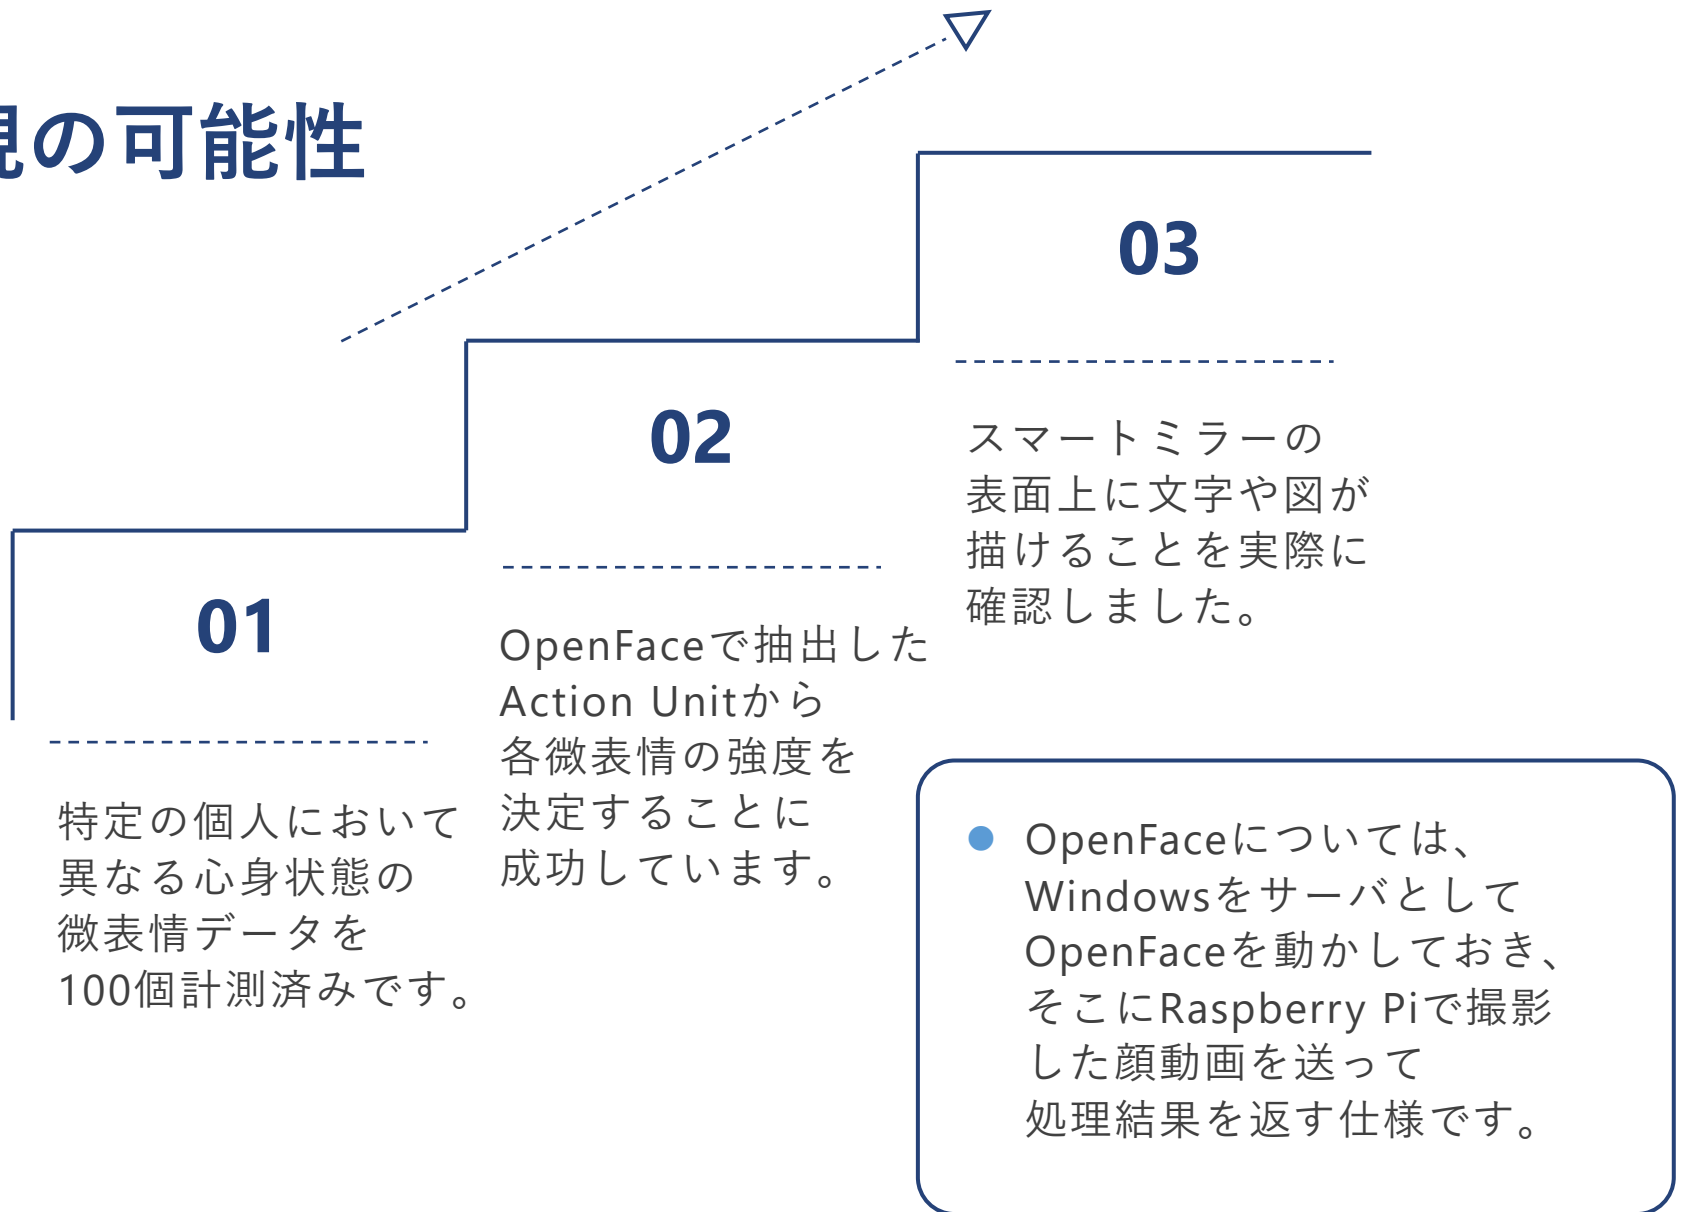 の可能性
01
特定の個人において
異なる心身状態の
微表情データを
100個計測済みです。
02
OpenFaceで抽出した
Action Unitから
各微表情の強度を
決定することに
成功しています。
03
スマートミラーの
表面上に文字や図が
描けることを実際に
確認しました。
OpenFaceについては、
Windowsをサーバとして
OpenFaceを動かしておき、
そこにRaspberry Piで撮影
した顔動画を送って
処理結果を返す仕様です。